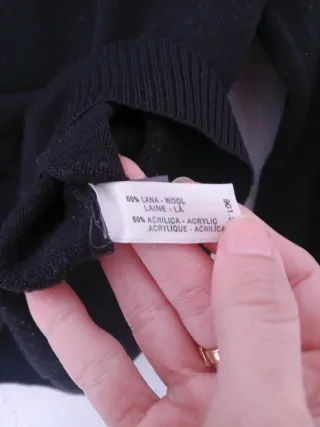 50% LANA - WOOL
LAINE - LÃ
50% ACRILICA - ACRYLIC
ACRYLIQUE - ACRILICA